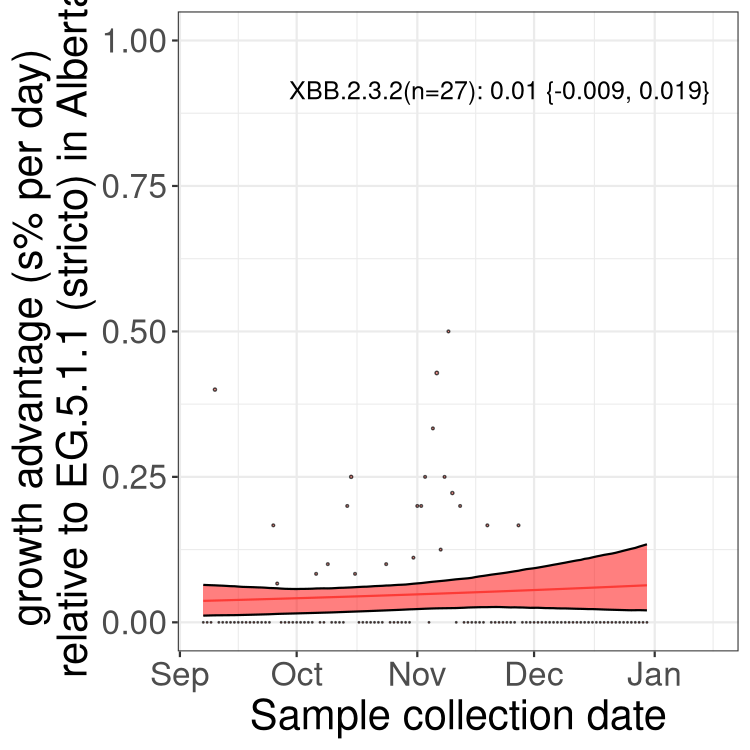 growth advantage (s% per day)
relative to EG.5.1.1 (stricto) in Alberta
1.00
0.75
0.50
0.25
0.00
XBB.2.3.2(n=27): 0.01 {-0.009, 0.019}
Sep Oct Nov Dec Jan
Sample collection date